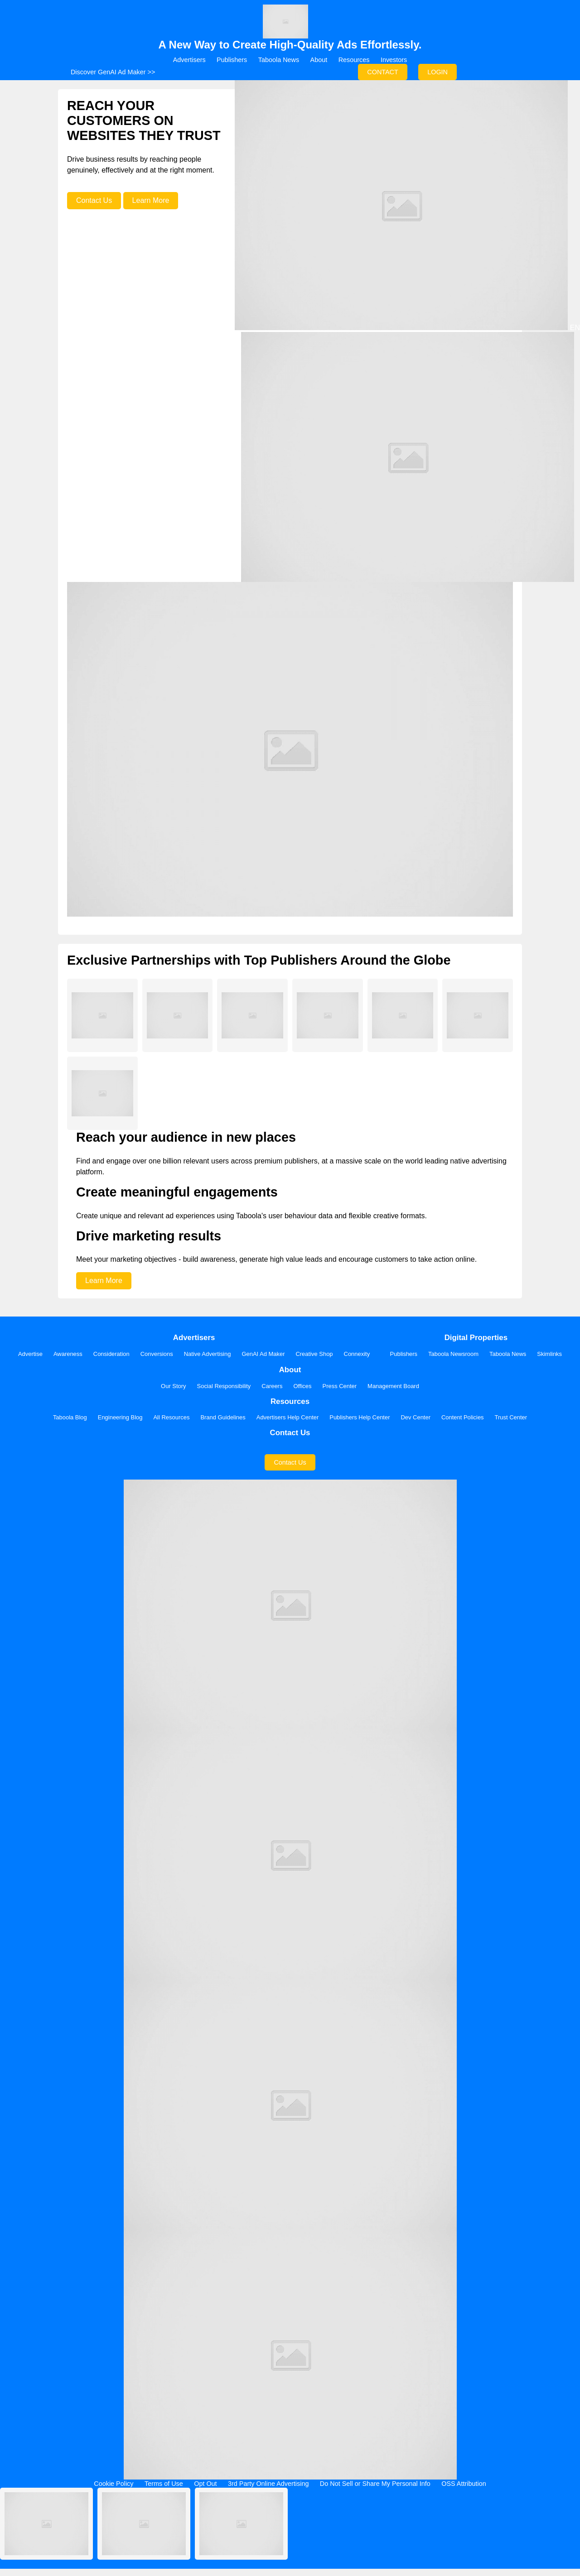 A New Way to Create High-Quality Ads Effortlessly.
Advertisers Publishers Taboola News About Resources Investors
Discover GenAI Ad Maker >> CONTACT LOGIN
REACH YOUR
CUSTOMERS ON
WEBSITES THEY TRUST
Drive business results by reaching people
genuinely, effectively and at the right moment.
Contact Us Learn More
Exclusive Partnerships with Top Publishers Around the Globe
Reach your audience in new places
Find and engage over one billion relevant users across premium publishers, at a massive scale on the world leading native advertising
platform.
Create meaningful engagements
Create unique and relevant ad experiences using Taboola's user behaviour data and flexible creative formats.
Drive marketing results
Meet your marketing objectives - build awareness, generate high value leads and encourage customers to take action online.
Learn More
Advertisers Digital Properties
Advertise Awareness Consideration Conversions Native Advertising GenAI Ad Maker Creative Shop Connexity Publishers Taboola Newsroom Taboola News Skimlinks
About
Our Story Social Responsibility Careers Offices Press Center Management Board
Resources
Taboola Blog Engineering Blog All Resources Brand Guidelines Advertisers Help Center Publishers Help Center Dev Center Content Policies Trust Center
Contact Us
Contact Us
Cookie Policy Terms of Use Opt Out 3rd Party Online Advertising Do Not Sell or Share My Personal Info OSS Attribution